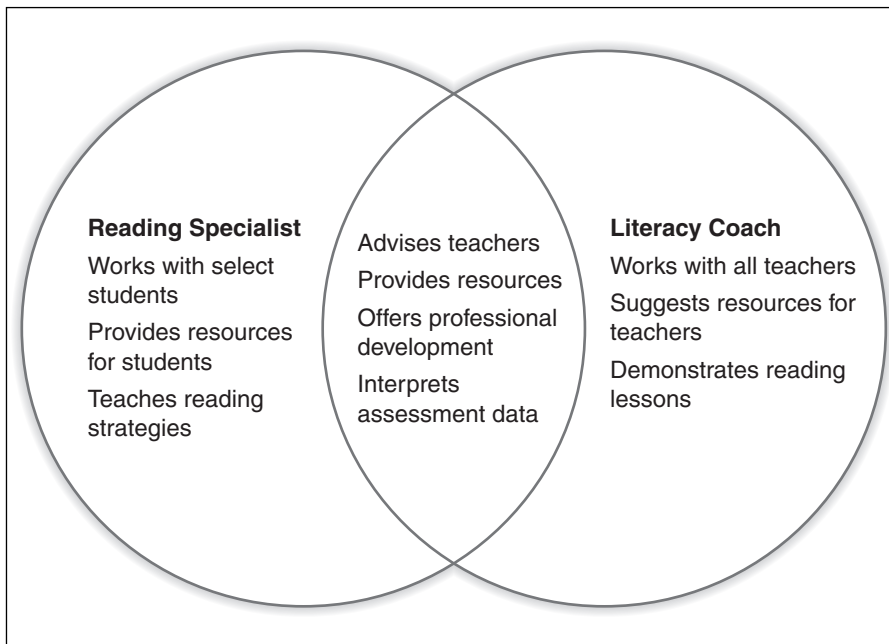 Reading Specialist
Works with select
students
Provides resources
for students
Teaches reading
strategies
Advises teachers
Provides resources
Offers professional
development
Interprets
assessment data
Literacy Coach
Works with all teachers
Suggests resources for
teachers
Demonstrates reading
lessons